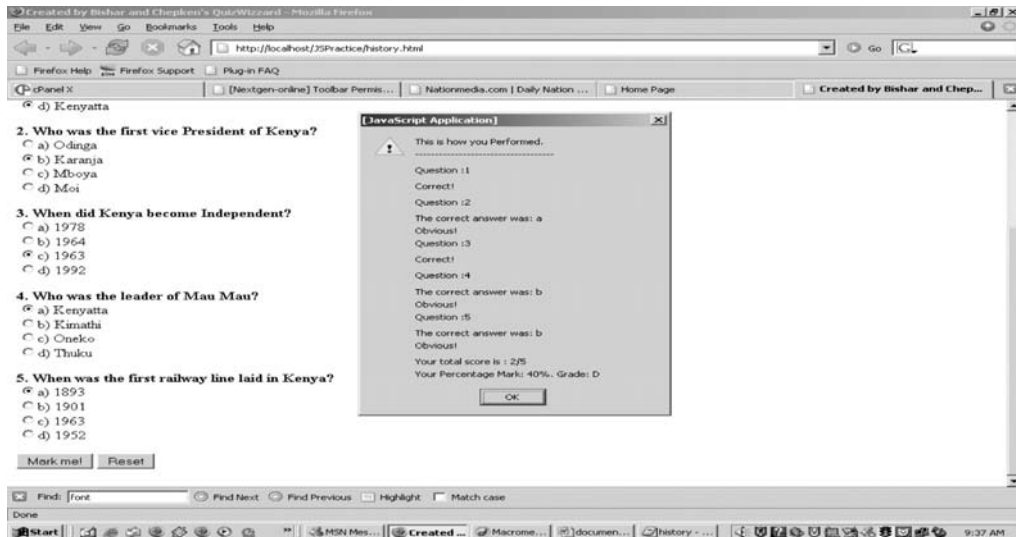 Created by Bishar and Chepken's QuizWizzard - Mozilla Firefox
File Edit View Go Bookmarks Tools Help
http://localhost/JSPractice/history.html
Go
Firefox Help Firefox Support Plug-in FAQ
cPanel X
[Nextgen-online] Toolbar Permis...
Nationmedia.com | Daily Nation ...
Home Page
Created by Bishar and Chep...
d) Kenyatta
2. Who was the first vice President of Kenya?
a) Odinga
b) Karanja
c) Mboya
d) Moi
3. When did Kenya become Independent?
a) 1978
b) 1964
c) 1963
d) 1992
4. Who was the leader of Mau Mau?
a) Kenyatta
b) Kimathi
c) Oneko
d) Thuku
5. When was the first railway line laid in Kenya?
a) 1893
b) 1901
c) 1963
d) 1952
Mark me! Reset
[JavaScript Application]
This is how you Performed.
--------------------------------
Question :1
Correct!
Question :2
The correct answer was: a
Obvious!
Question :3
Correct!
Question :4
The correct answer was: b
Obvious!
Question :5
The correct answer was: b
Obvious!
Your total score is : 2/5
Your Percentage Mark: 40%. Grade: D
OK
Find: font Find Next Find Previous Highlight Match case
Done
Start
MSN Mes...
Created ...
Macrome...
documen...
history - ...
9:37 AM